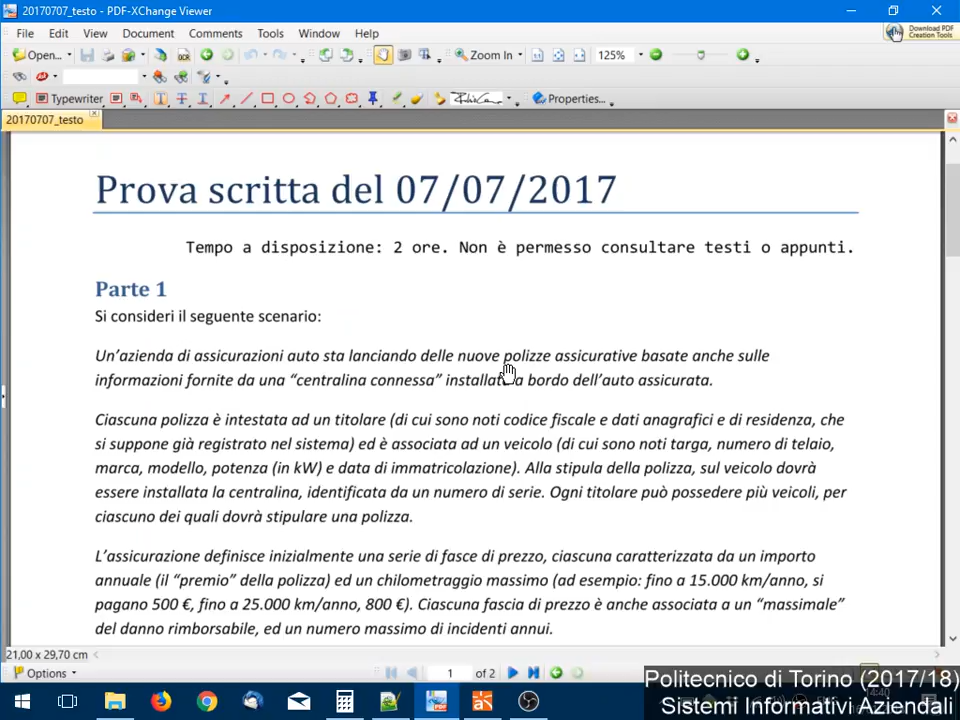 20170707_testo - PDF-XChange Viewer
File Edit View Document Comments Tools Window Help
Download PDF
Creation Tools
Open... OCR Zoom In 125%
Typewriter Properties...
20170707_testo
Prova scritta del 07/07/2017
Tempo a disposizione: 2 ore. Non è permesso consultare testi o appunti.
Parte 1
Si consideri il seguente scenario:
Un’azienda di assicurazioni auto sta lanciando delle nuove polizze assicurative basate anche sulle
informazioni fornite da una “centralina connessa” installata a bordo dell’auto assicurata.
Ciascuna polizza è intestata ad un titolare (di cui sono noti codice fiscale e dati anagrafici e di residenza, che
si suppone già registrato nel sistema) ed è associata ad un veicolo (di cui sono noti targa, numero di telaio,
marca, modello, potenza (in kW) e data di immatricolazione). Alla stipula della polizza, sul veicolo dovrà
essere installata la centralina, identificata da un numero di serie. Ogni titolare può possedere più veicoli, per
ciascuno dei quali dovrà stipulare una polizza.
L’assicurazione definisce inizialmente una serie di fasce di prezzo, ciascuna caratterizzata da un importo
annuale (il “premio” della polizza) ed un chilometraggio massimo (ad esempio: fino a 15.000 km/anno, si
pagano 500 €, fino a 25.000 km/anno, 800 €). Ciascuna fascia di prezzo è anche associata a un “massimale”
del danno rimborsabile, ed un numero massimo di incidenti annui.
21,00 x 29,70 cm
Options 1 of 2
Politecnico di Torino (2017/18)
Sistemi Informativi Aziendali
14:40